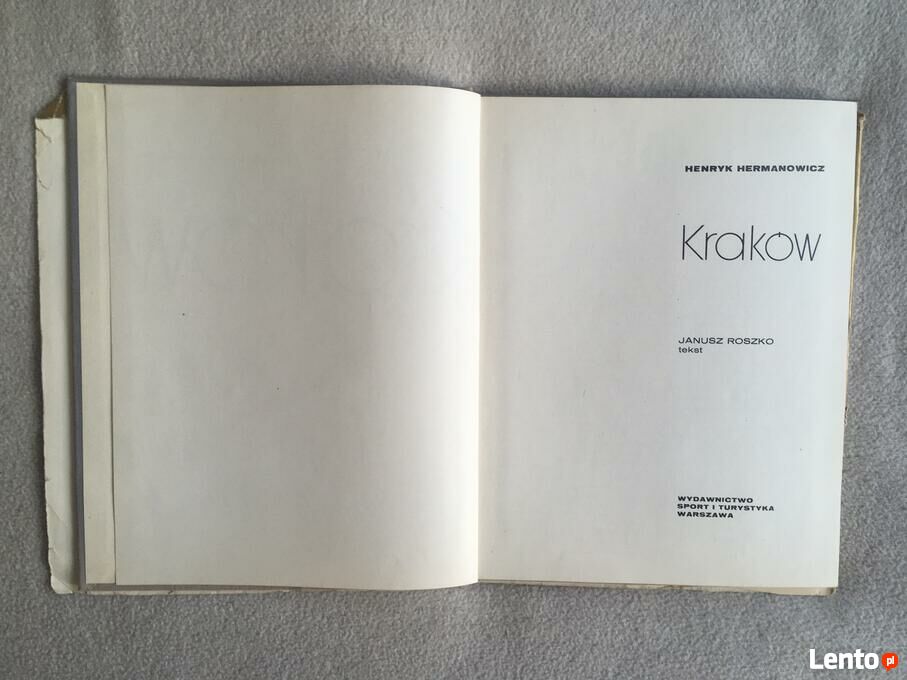 HENRYK HERMANOWICZ
Kraków
JANUSZ ROSZKO
tekst
WYDAWNICTWO
SPORT I TURYSTYKA
WARSZAWA
Lento pl